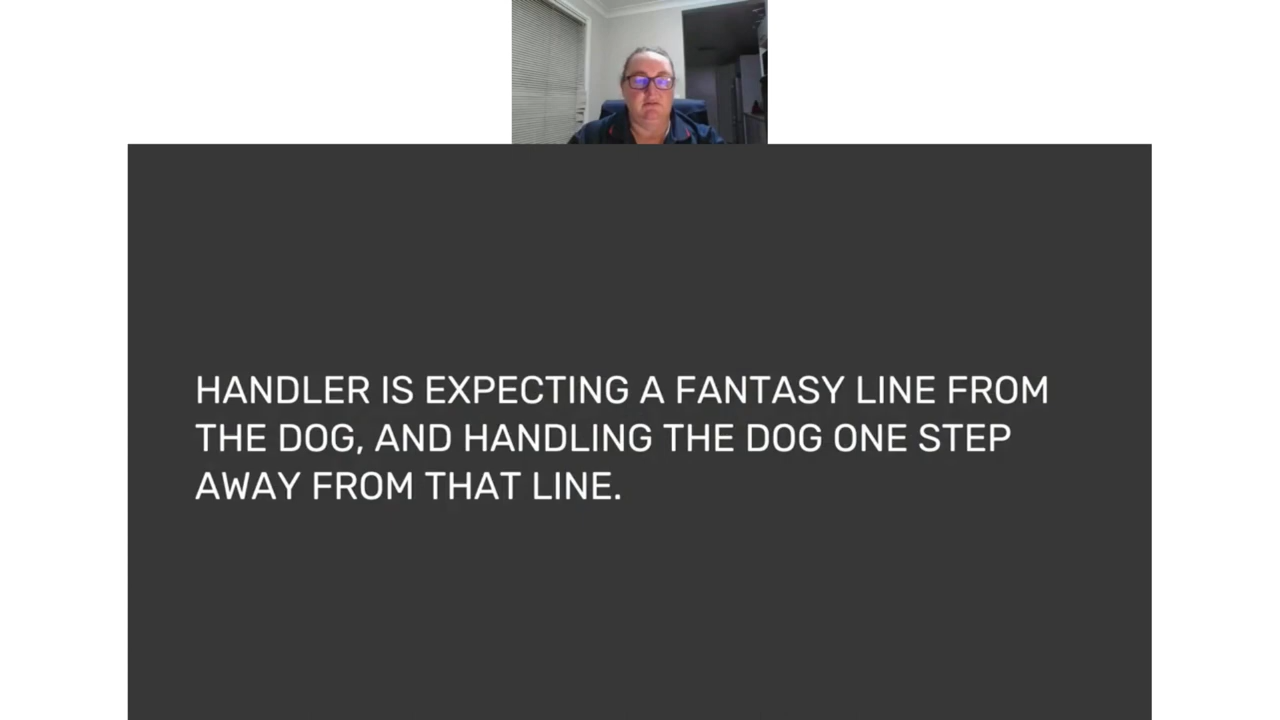 HANDLER IS EXPECTING A FANTASY LINE FROM
THE DOG, AND HANDLING THE DOG ONE STEP
AWAY FROM THAT LINE.